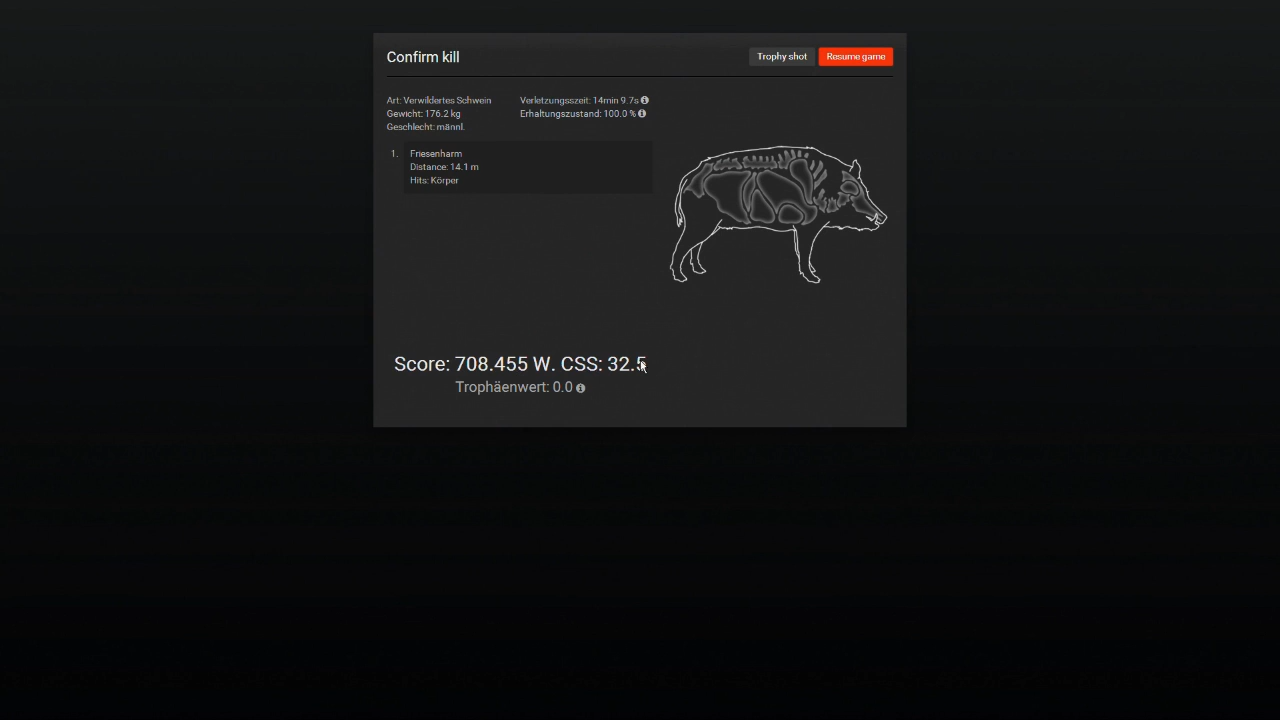 Confirm kill
Trophy shot
Resume game
Art: Verwildertes Schwein
Gewicht: 176.2 kg
Geschlecht: männl.
Verletzungsszeit: 14min 9.7s
Erhaltungszustand: 100.0 %
1.
Friesenharm
Distance: 14.1 m
Hits: Körper
Score: 708.455 W. CSS: 32.5
Trophäenwert: 0.0